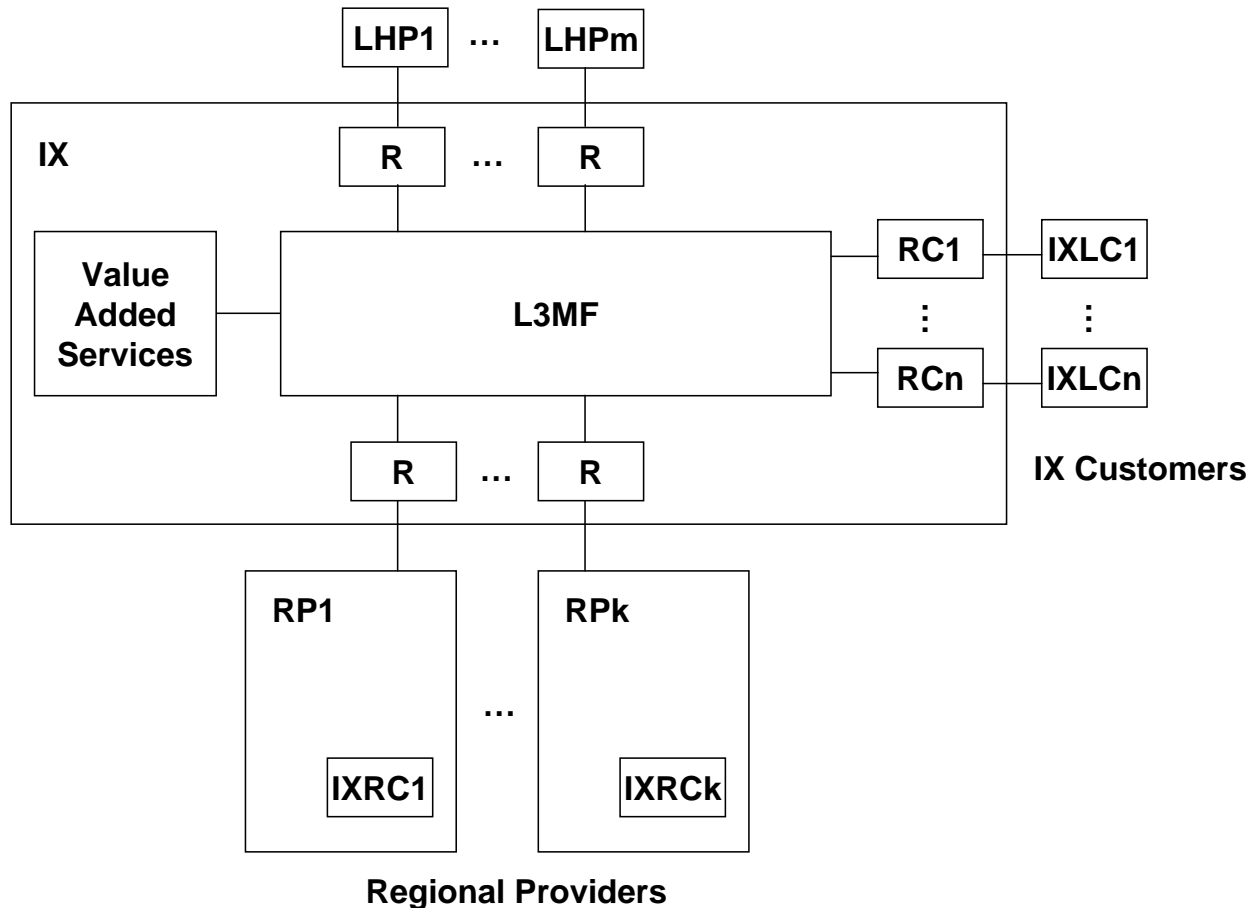 LHP1 ... LHPm
IX
R ... R
Value
Added
Services
L3MF
RC1
IXLC1
...
...
RCn
IXLCn
R ... R
IX Customers
RP1
RPk
...
IXRC1
IXRCk
Regional Providers